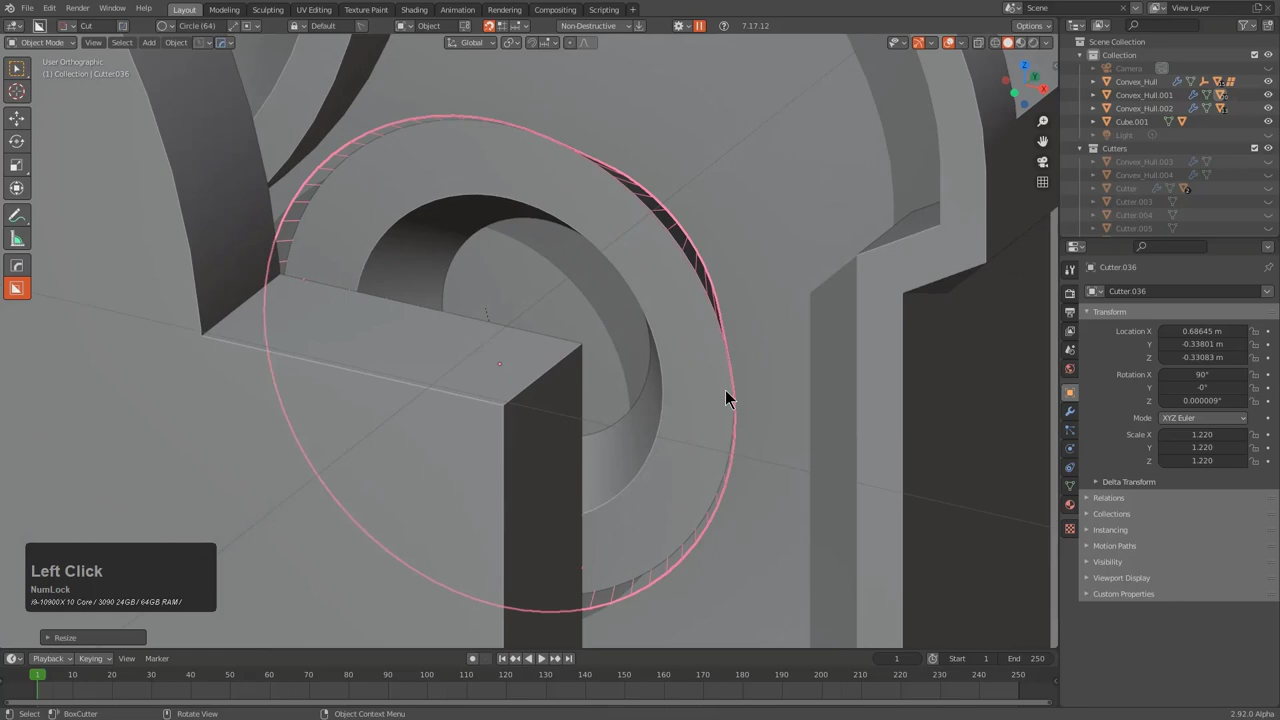 File Edit Render Window Help Layout Modeling Sculpting UV Editing Texture Paint Shading Animation Rendering Compositing Scripting + Scene View Layer
Cut Circle (64) Default Object Non-Destructive 7.17.12 Options
Object Mode View Select Add Object Global
User Orthographic
(1) Collection | Cutter.036
Z
Y
X
Scene Collection
Collection
Camera
Convex_Hull
Convex_Hull.001
Convex_Hull.002
Cube.001
Light
Cutters
Convex_Hull.003
Convex_Hull.004
Cutter
Cutter.003
Cutter.004
Cutter.005
Cutter.036
Cutter.036
Transform
Location X 0.68645 m
Y -0.33801 m
Z -0.33083 m
Rotation X 90°
Y -0°
Z 0.000009°
Mode XYZ Euler
Scale X 1.220
Y 1.220
Z 1.220
Delta Transform
Relations
Collections
Instancing
Motion Paths
Visibility
Viewport Display
Custom Properties
Left Click
NumLock
i9-10900X 10 Core / 3090 24GB / 64GB RAM /
Resize
Playback Keying View Marker 1 Start 1 End 250
1 10 20 30 40 50 60 70 80 90 100 110 120 130 140 150 160 170 180 190 200 210 220 230 240 250
Select BoxCutter Rotate View Object Context Menu 2.92.0 Alpha